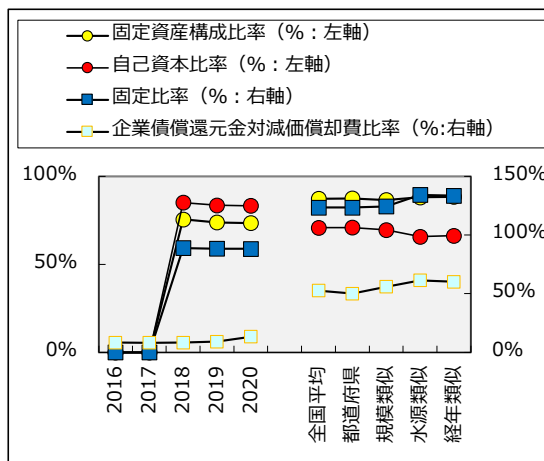 固定資産構成比率（%：左軸）
自己資本比率（%：左軸）
固定比率（%：右軸）
企業債償還元金対減価償却費比率（%:右軸）
100%
50%
0%
150%
100%
50%
0%
2016
2017
2018
2019
2020
全国平均
都道府県
規模類似
水源類似
経年類似